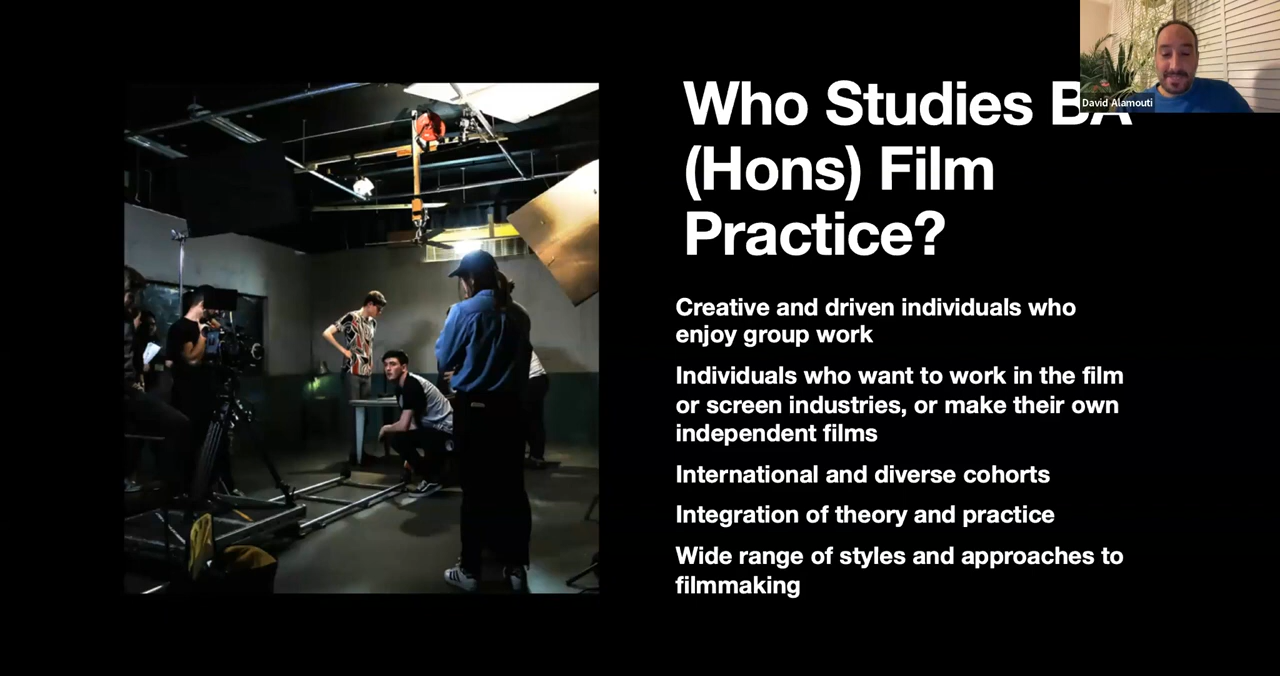 Who Studies BA
(Hons) Film
Practice?
David Alamouti
Creative and driven individuals who
enjoy group work
Individuals who want to work in the film
or screen industries, or make their own
independent films
International and diverse cohorts
Integration of theory and practice
Wide range of styles and approaches to
filmmaking